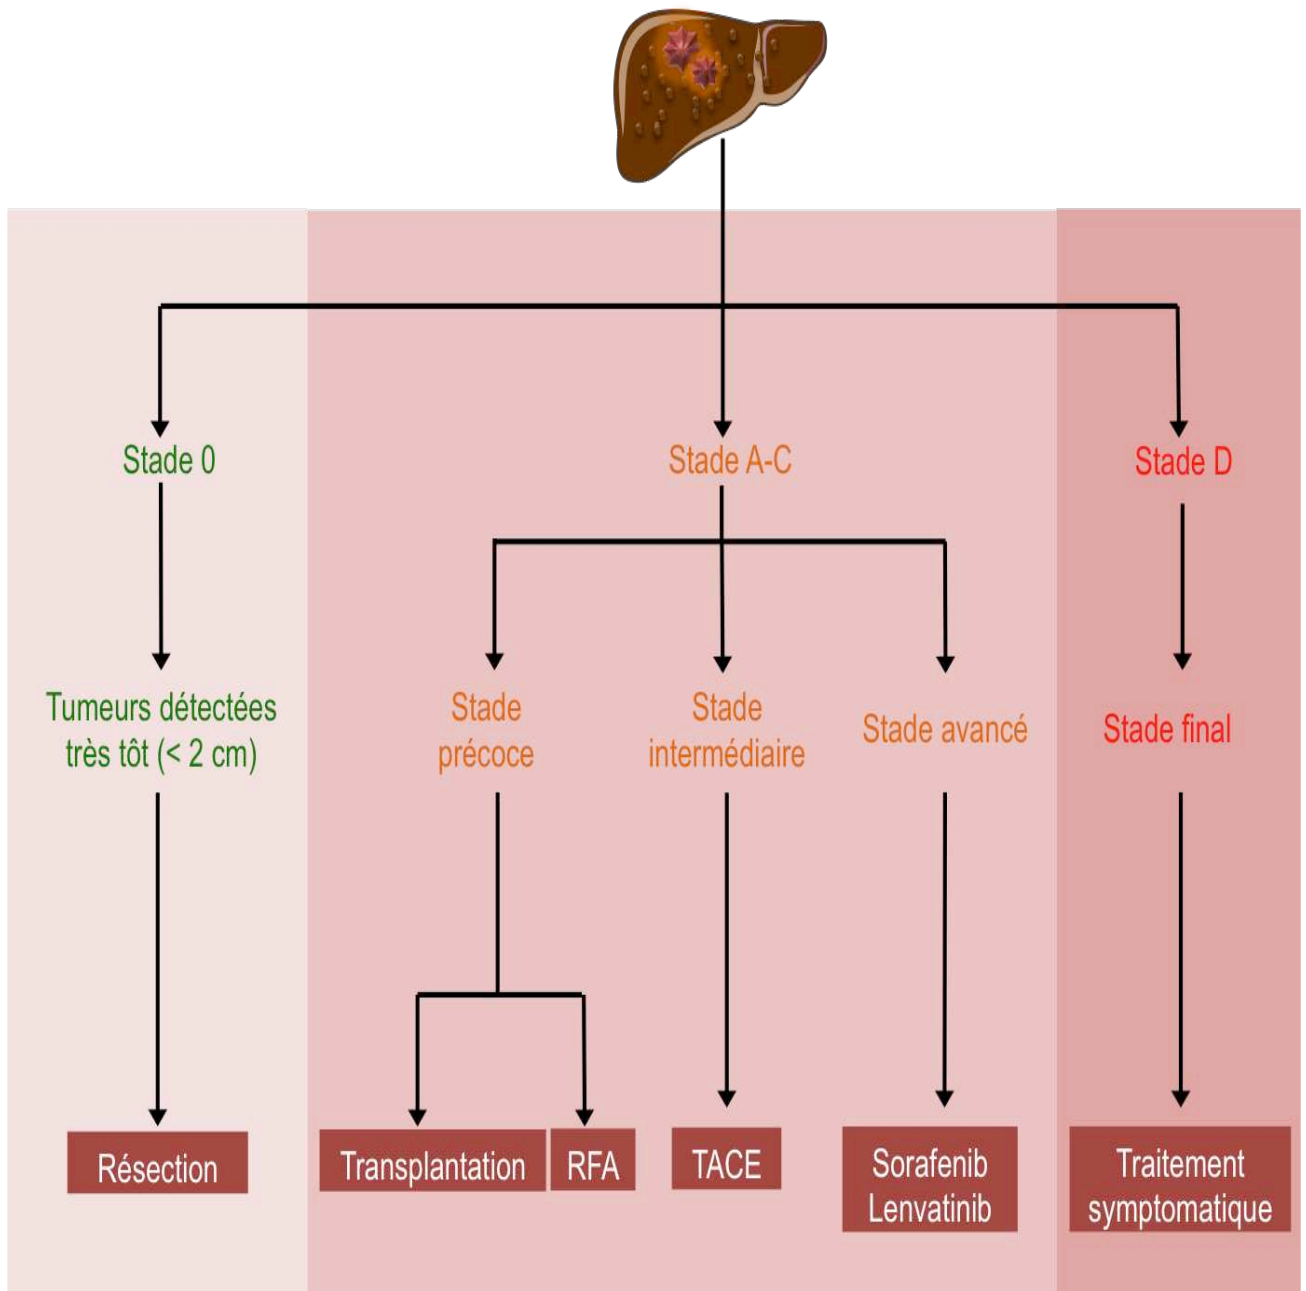 Stade 0
Stade A-C
Stade D
Tumeurs détectées
très tôt (< 2 cm)
Stade
précoce
Stade
intermédiaire
Stade avancé
Stade final
Résection
Transplantation
RFA
TACE
Sorafenib
Lenvatinib
Traitement
symptomatique